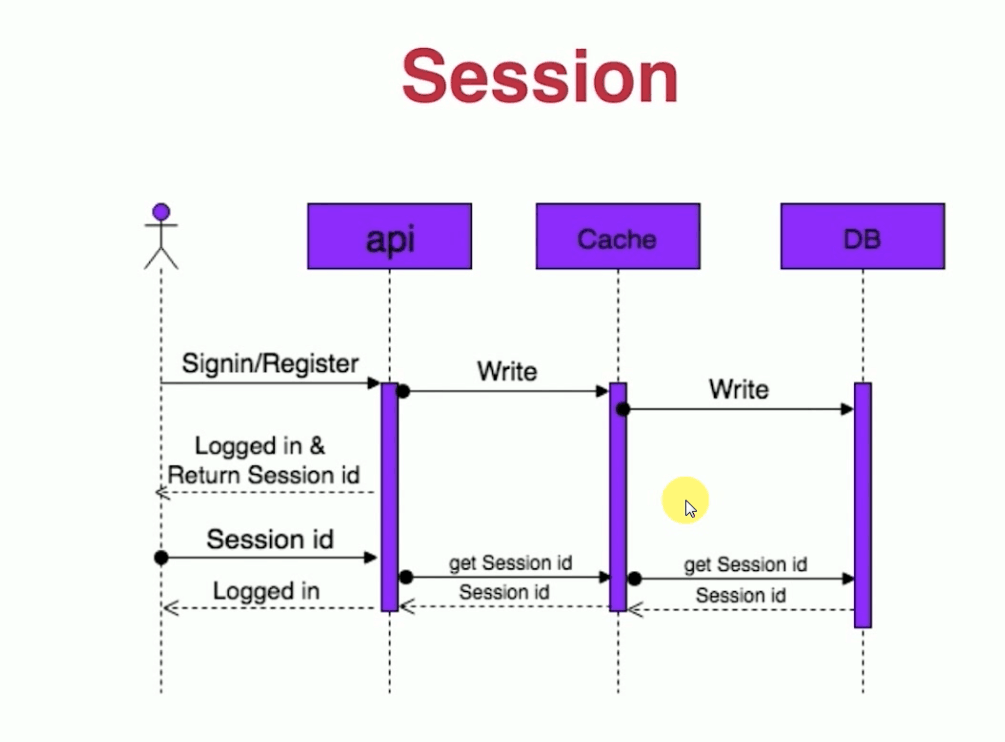 Session
api
Cache
DB
Signin/Register
Write
Write
Logged in &
Return Session id
Session id
get Session id
get Session id
Session id
Session id
Logged in